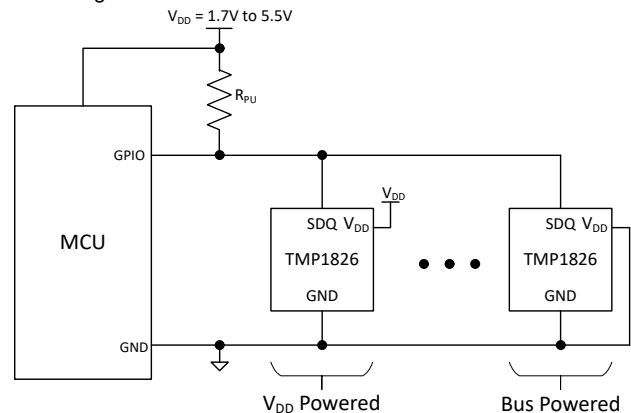 V_DD = 1.7V to 5.5V
R_PU
GPIO
V_DD
SDQ V_DD
SDQ V_DD
MCU
TMP1826
TMP1826
GND
GND
GND
V_DD Powered
Bus Powered